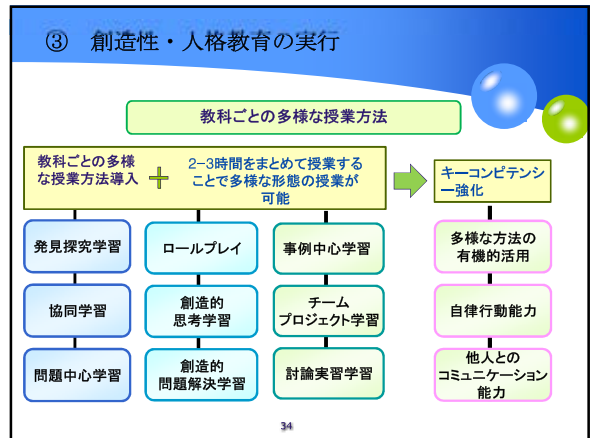 ③ 創造性・人格教育の実行
教科ごとの多様な授業方法
教科ごとの多様
な授業方法導入
＋
2−3時間をまとめて授業する
ことで多様な形態の授業が
可能
キーコンピテンシ
ー強化
発見探究学習
ロールプレイ
事例中心学習
多様な方法の
有機的活用
協同学習
創造的
思考学習
チーム
プロジェクト学習
自律行動能力
問題中心学習
創造的
問題解決学習
討論実習学習
他人との
コミュニケーション
能力
34